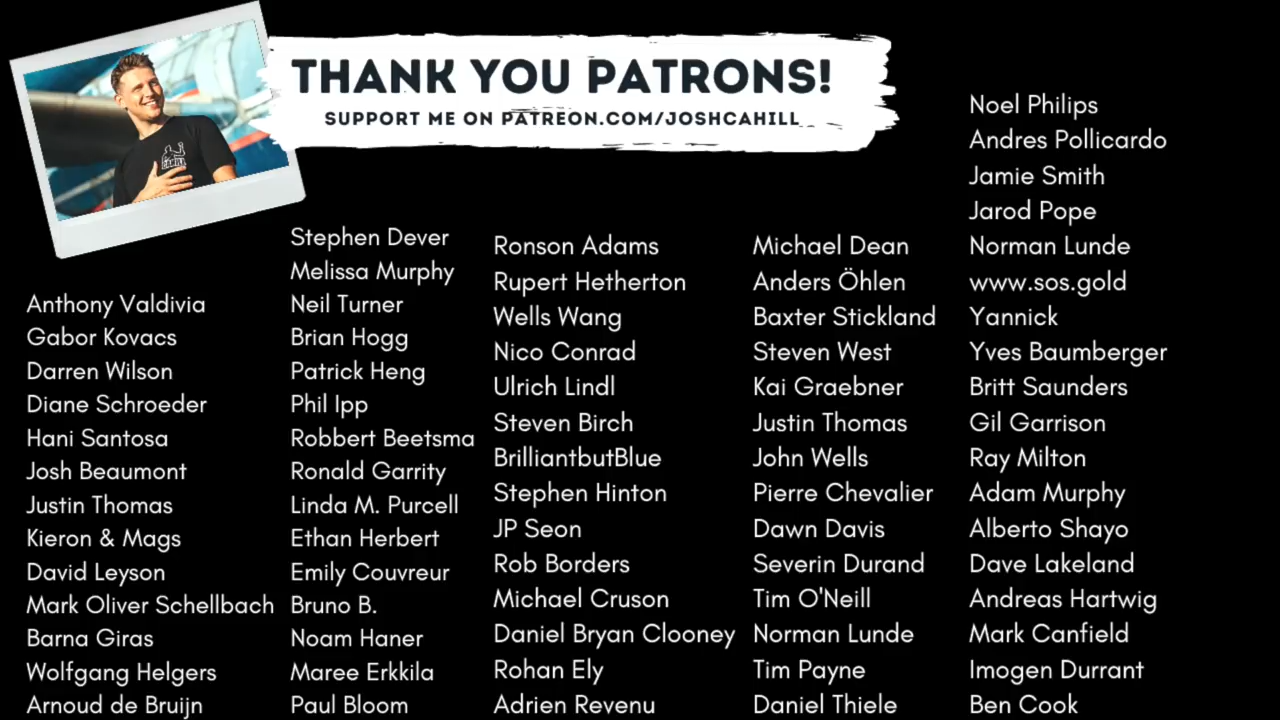 THANK YOU PATRONS!
SUPPORT ME ON PATREON.COM/JOSHCAHILL
Anthony Valdivia
Gabor Kovacs
Darren Wilson
Diane Schroeder
Hani Santosa
Josh Beaumont
Justin Thomas
Kieron & Mags
David Leyson
Mark Oliver Schellbach
Barna Giras
Wolfgang Helgers
Arnoud de Bruijn
Stephen Dever
Melissa Murphy
Neil Turner
Brian Hogg
Patrick Heng
Phil Ipp
Robbert Beetsma
Ronald Garrity
Linda M. Purcell
Ethan Herbert
Emily Couvreur
Bruno B.
Noam Haner
Maree Erkkila
Paul Bloom
Ronson Adams
Rupert Hetherton
Wells Wang
Nico Conrad
Ulrich Lindl
Steven Birch
BrilliantbutBlue
Stephen Hinton
JP Seon
Rob Borders
Michael Cruson
Daniel Bryan Clooney
Rohan Ely
Adrien Revenu
Michael Dean
Anders Öhlen
Baxter Stickland
Steven West
Kai Graebner
Justin Thomas
John Wells
Pierre Chevalier
Dawn Davis
Severin Durand
Tim O'Neill
Norman Lunde
Tim Payne
Daniel Thiele
Noel Philips
Andres Pollicardo
Jamie Smith
Jarod Pope
Norman Lunde
www.sos.gold
Yannick
Yves Baumberger
Britt Saunders
Gil Garrison
Ray Milton
Adam Murphy
Alberto Shayo
Dave Lakeland
Andreas Hartwig
Mark Canfield
Imogen Durrant
Ben Cook